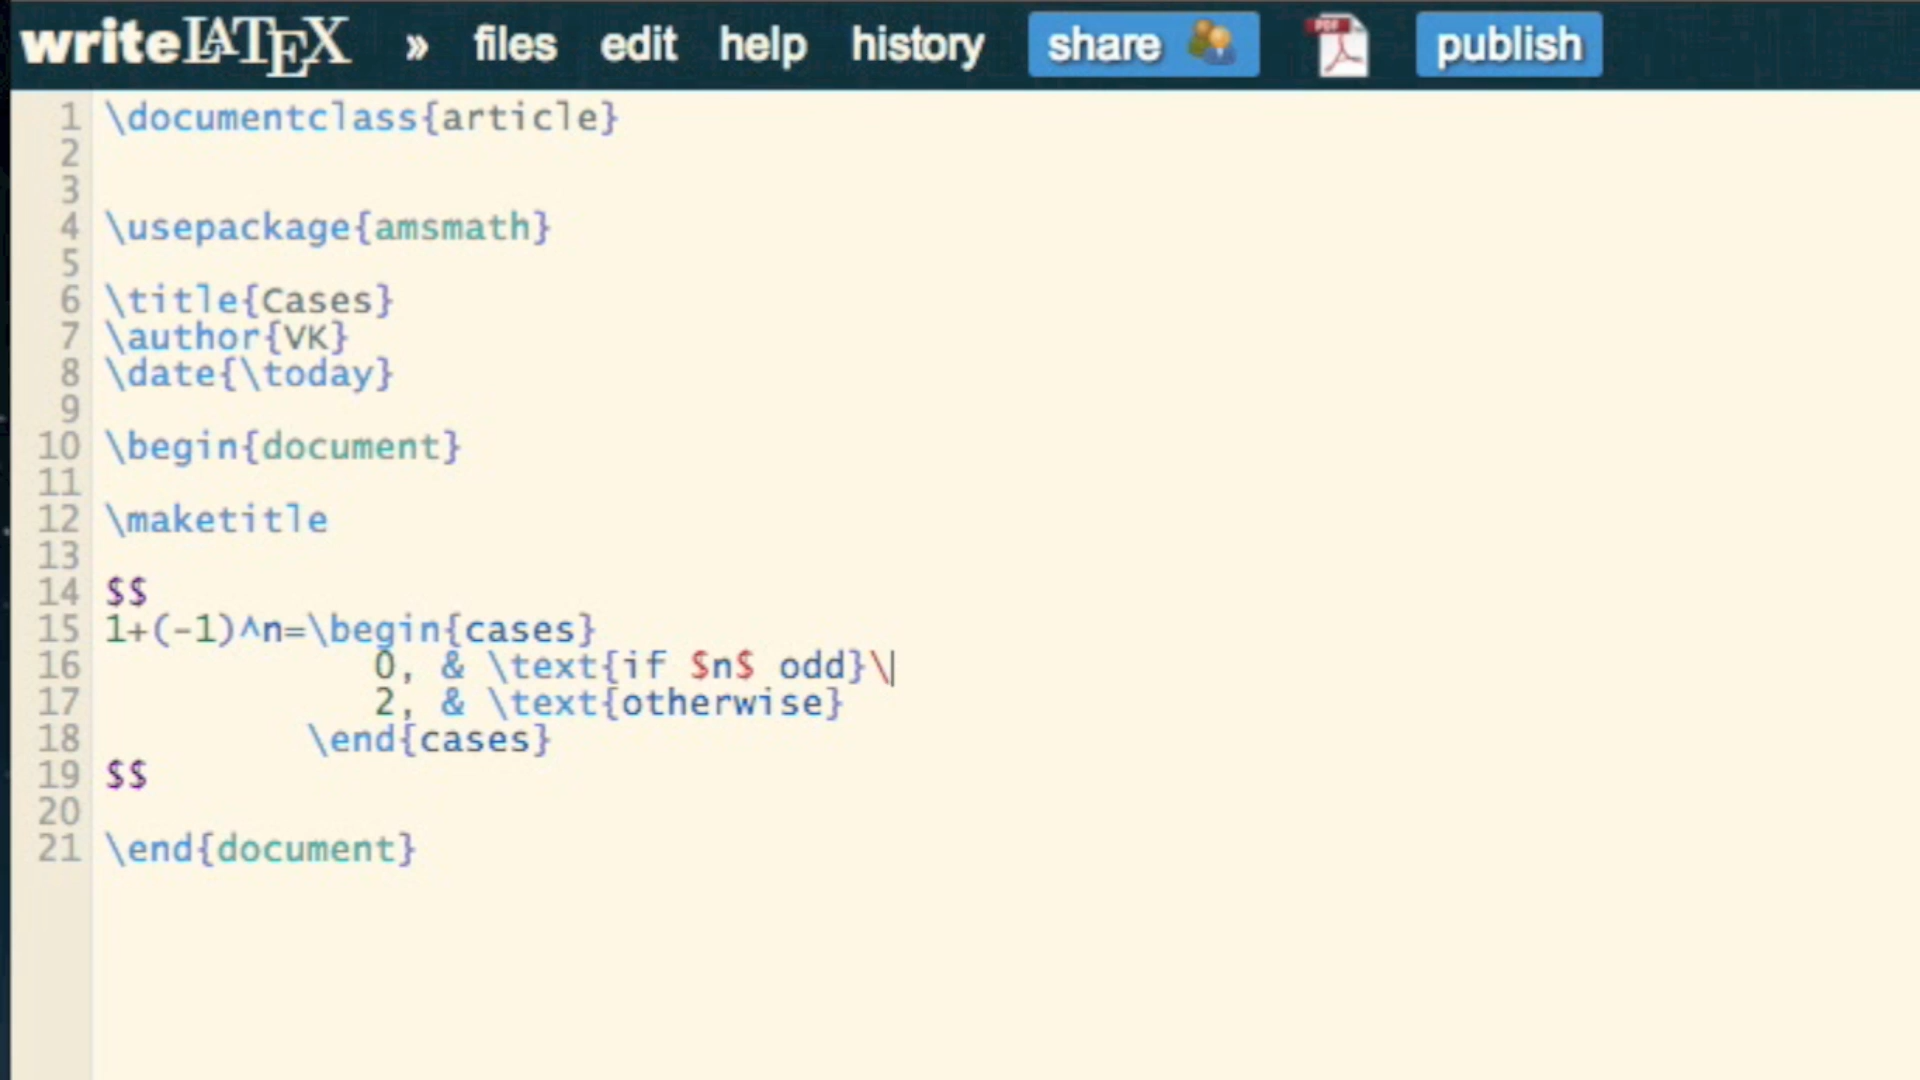 writeLATEX » files edit help history share PDF publish
1 \documentclass{article}
2
3
4 \usepackage{amsmath}
5
6 \title{Cases}
7 \author{VK}
8 \date{\today}
9
10 \begin{document}
11
12 \maketitle
13
14 $$
15 1+(-1)^n=\begin{cases}
16 0, & \text{if $n$ odd}\
17 2, & \text{otherwise}
18 \end{cases}
19 $$
20
21 \end{document}